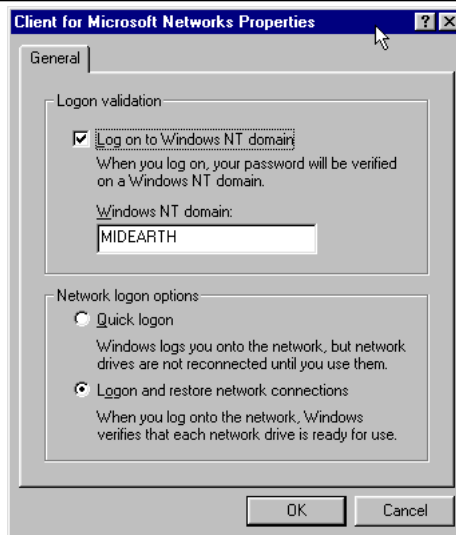 Client for Microsoft Networks Properties
General
Logon validation
Log on to Windows NT domain
When you log on, your password will be verified
on a Windows NT domain.
Windows NT domain:
MIDEARTH
Network logon options
Quick logon
Windows logs you onto the network, but network
drives are not reconnected until you use them.
Logon and restore network connections
When you log onto the network, Windows
verifies that each network drive is ready for use.
OK
Cancel